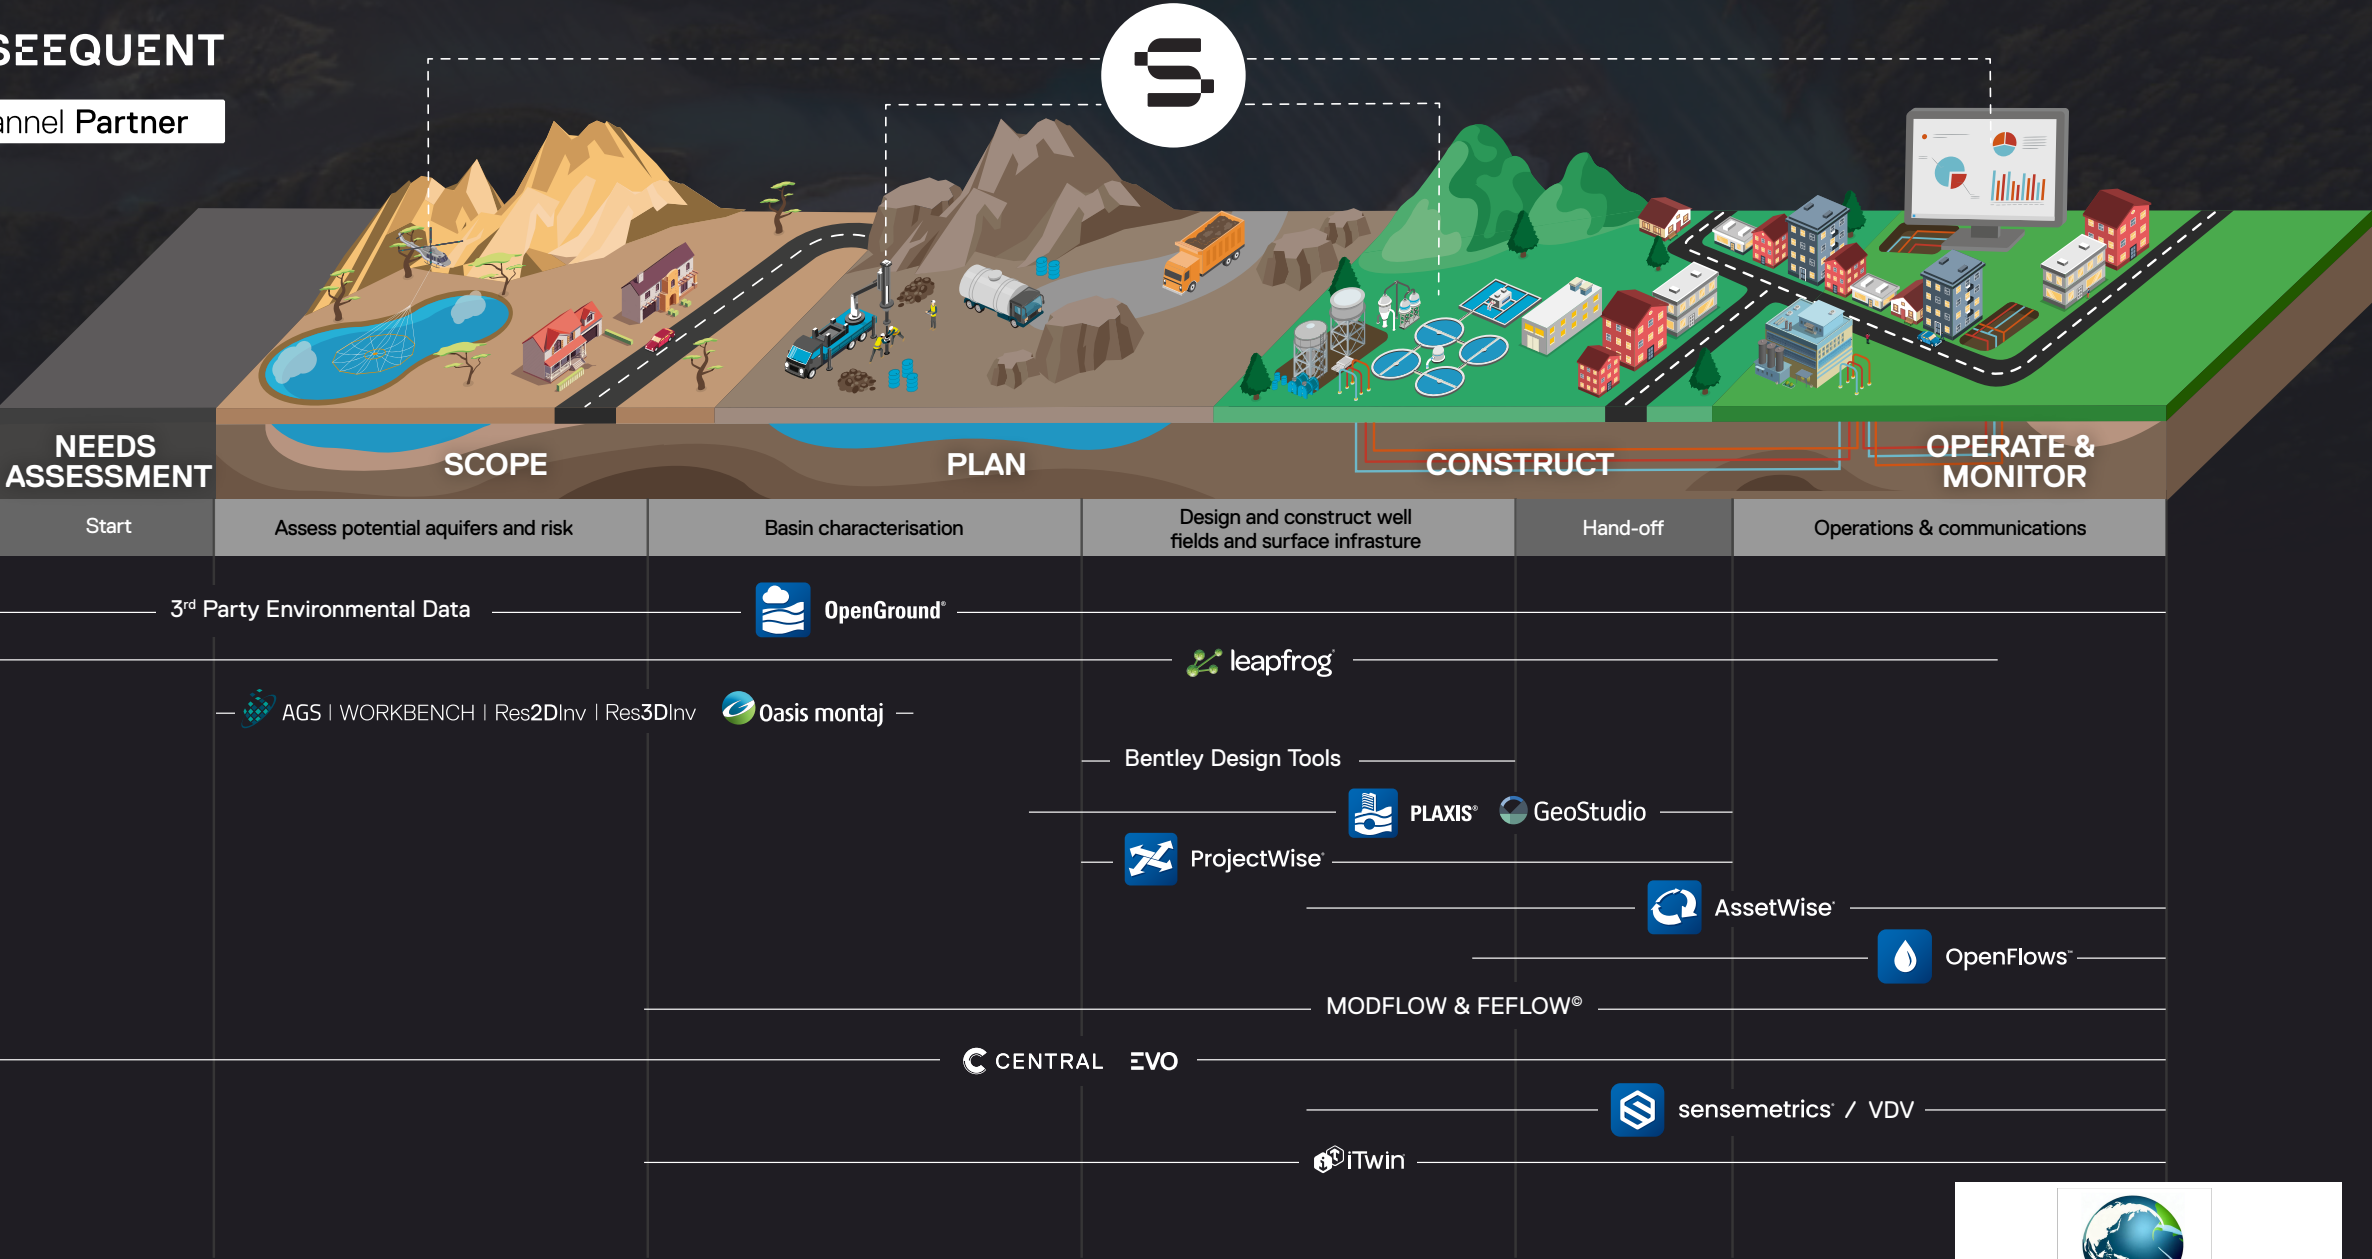 SEEQUENT
annel Partner
NEEDS
ASSESSMENT
SCOPE
PLAN
CONSTRUCT
OPERATE &
MONITOR
Start
Assess potential aquifers and risk
Basin characterisation
Design and construct well
fields and surface infrasture
Hand-off
Operations & communications
3rd Party Environmental Data
OpenGround®
leapfrog
AGS | WORKBENCH | Res2DInv | Res3DInv
Oasis montaj
Bentley Design Tools
PLAXIS®
GeoStudio
ProjectWise
AssetWise
OpenFlows™
MODFLOW & FEFLOW©
CENTRAL
EVO
sensemetrics / VDV
iTwin